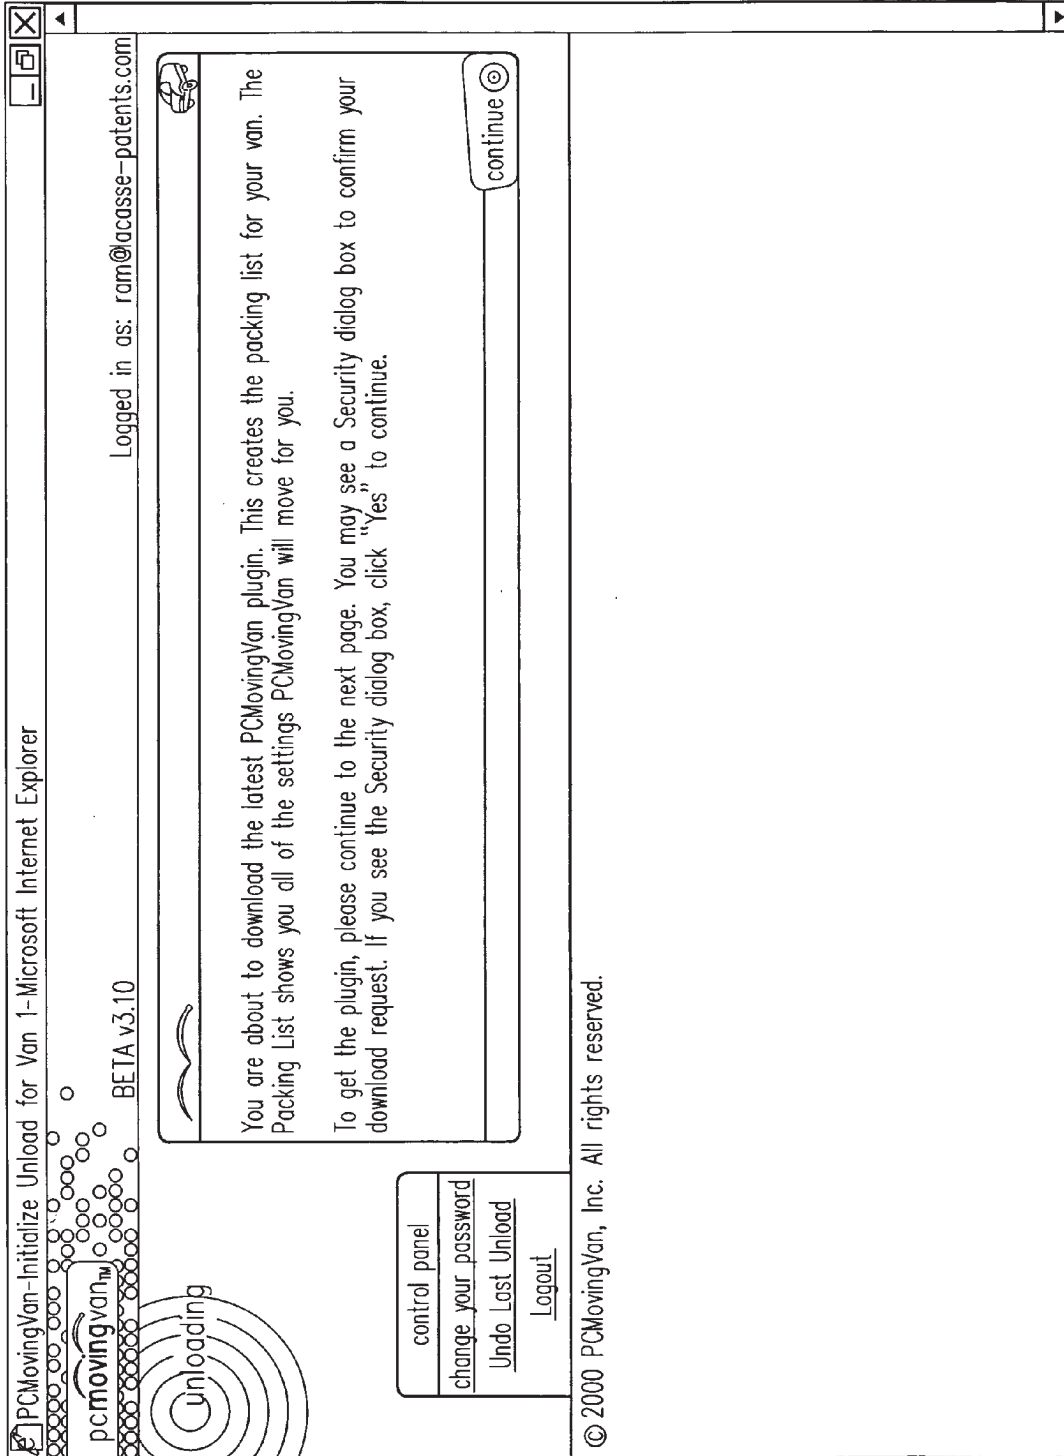 PCMovingVan-Initialize Unload for Van 1-Microsoft Internet Explorer
pcmovingvan™
BETA v3.10
Logged in as: ram@lacasse-patents.com
unloading
You are about to download the latest PCMovingVan plugin. This creates the packing list for your van. The
Packing List shows you all of the settings PCMovingVan will move for you.
To get the plugin, please continue to the next page. You may see a Security dialog box to confirm your
download request. If you see the Security dialog box, click "Yes" to continue.
continue
control panel
change your password
Undo Last Unload
Logout
© 2000 PCMovingVan, Inc. All rights reserved.